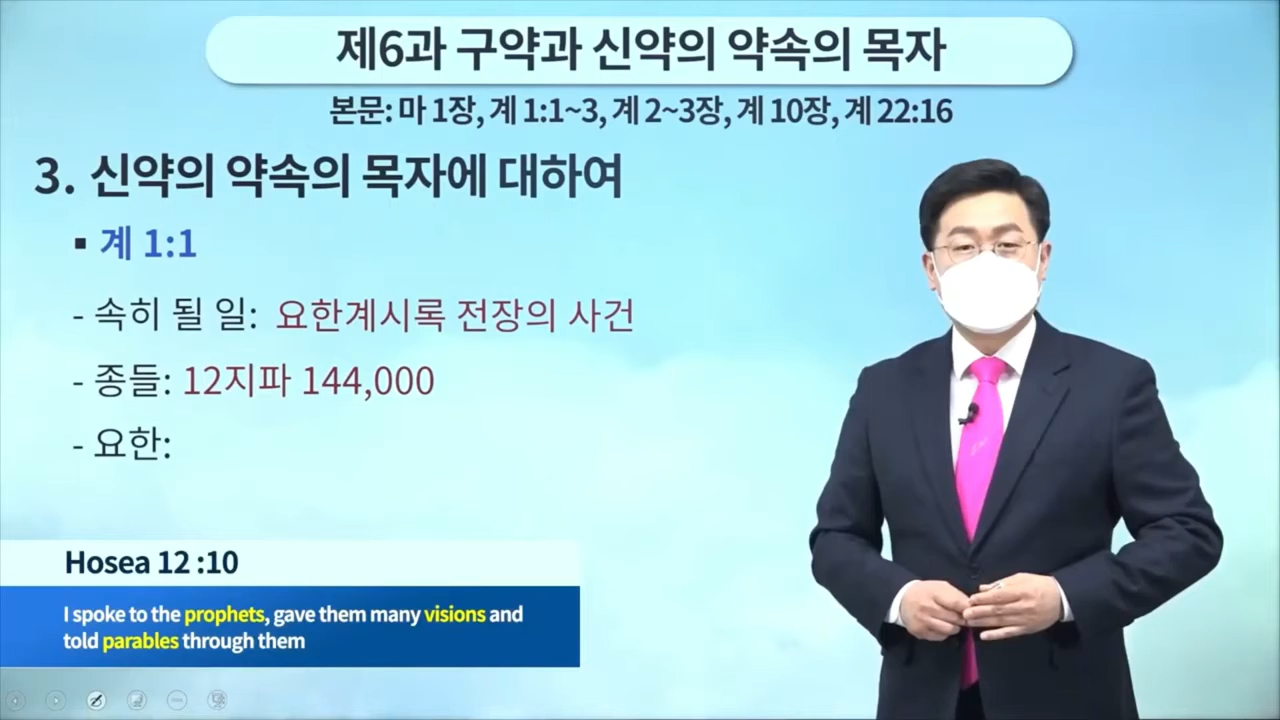 제6과 구약과 신약의 약속의 목자
본문: 마 1장, 계 1:1~3, 계 2~3장, 계 10장, 계 22:16
3. 신약의 약속의 목자에 대하여
▪ 계 1:1
- 속히 될 일: 요한계시록 전장의 사건
- 종들: 12지파 144,000
- 요한:
Hosea 12 :10
I spoke to the prophets, gave them many visions and
told parables through them